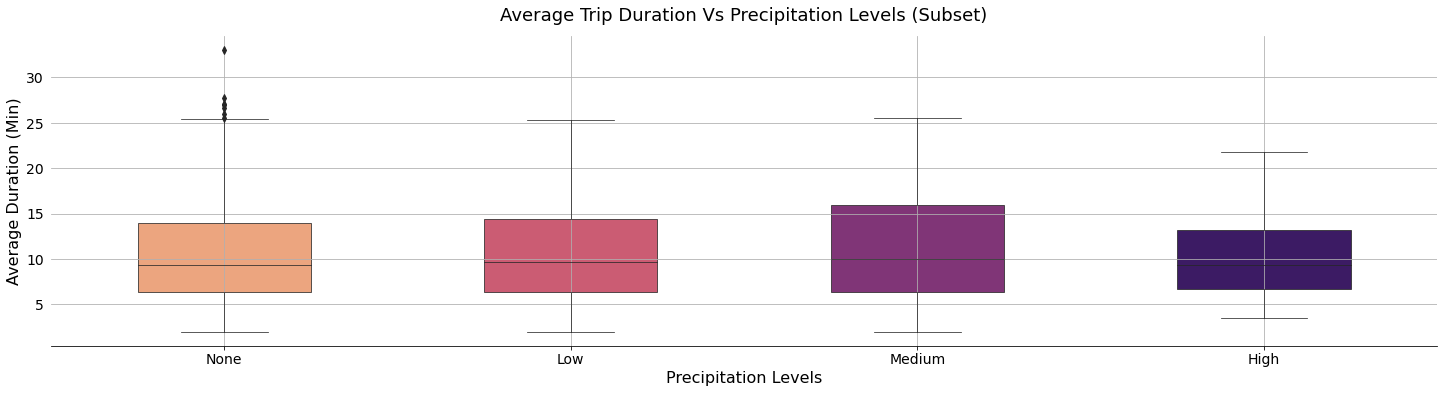 Average Trip Duration Vs Precipitation Levels (Subset)
Average Duration (Min)
30
25
20
15
10
5
None Low Medium High
Precipitation Levels